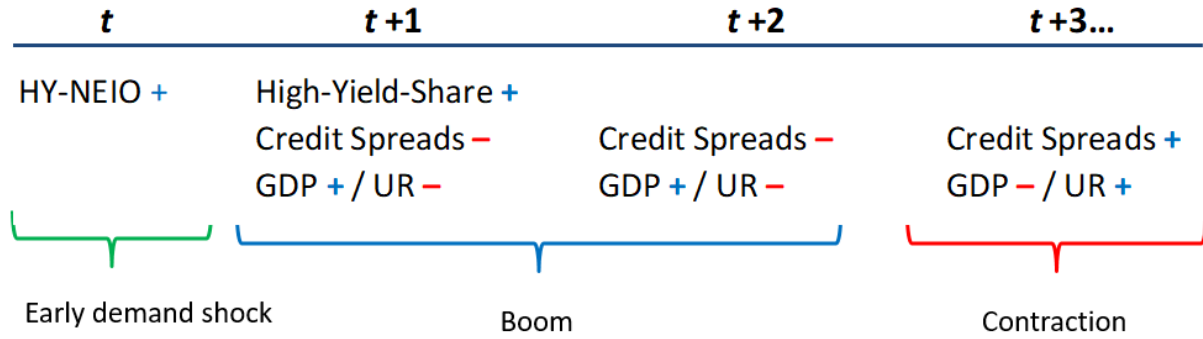 t t+1 t+2 t+3...
HY-NEIO + High-Yield-Share +
Credit Spreads – Credit Spreads – Credit Spreads +
GDP + / UR – GDP + / UR – GDP – / UR +
Early demand shock Boom Contraction